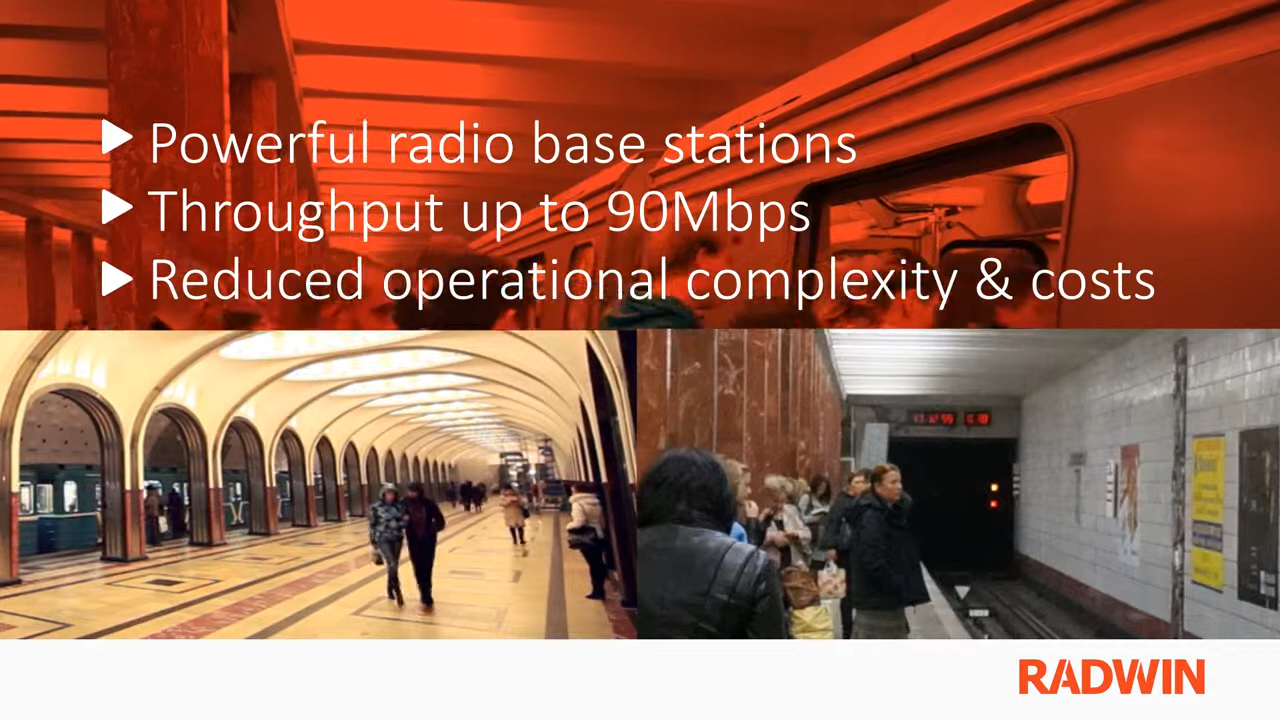 Powerful radio base stations
Throughput up to 90Mbps
Reduced operational complexity & costs
RADWIN